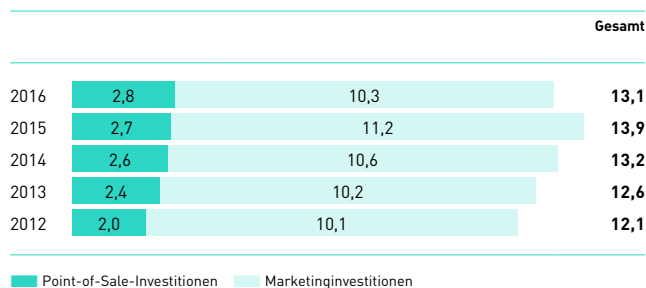 Gesamt
2016 2,8 10,3 13,1
2015 2,7 11,2 13,9
2014 2,6 10,6 13,2
2013 2,4 10,2 12,6
2012 2,0 10,1 12,1
Point-of-Sale-Investitionen Marketinginvestitionen